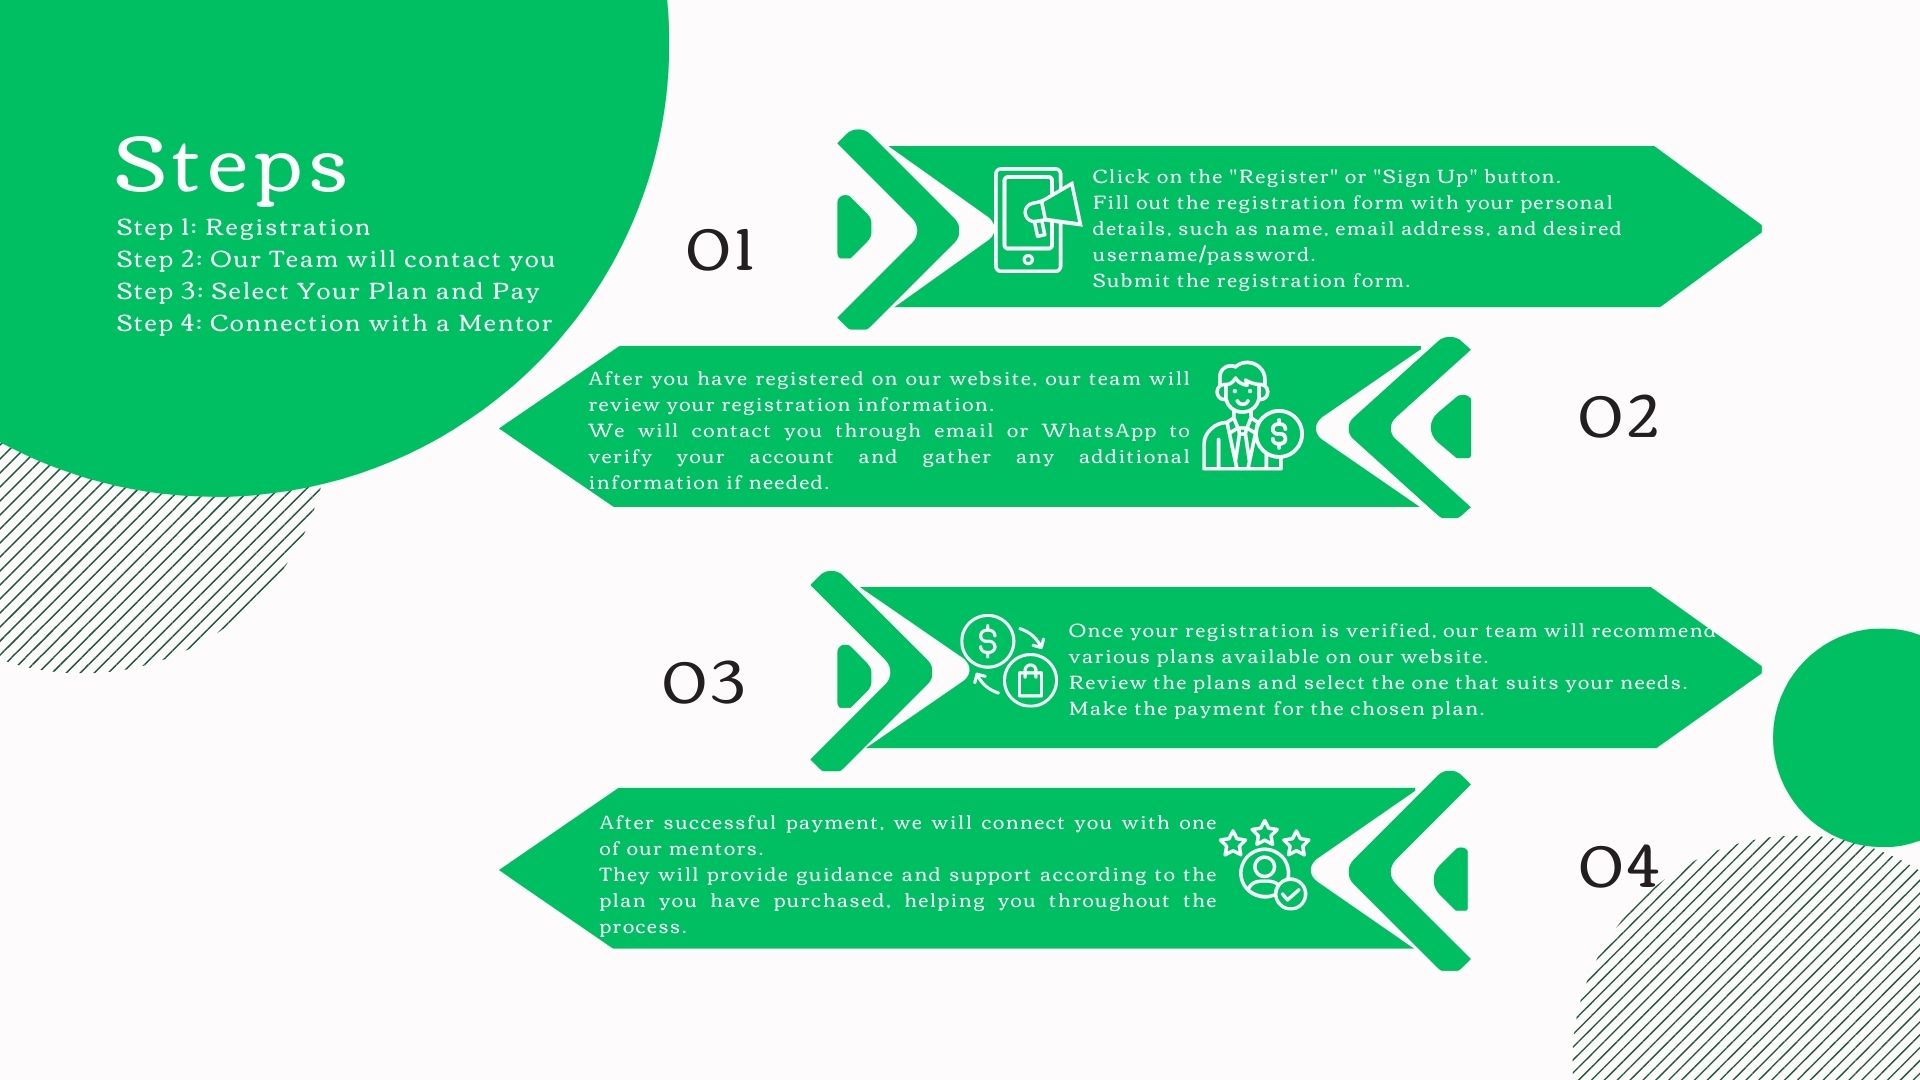 Steps
Step 1: Registration
Step 2: Our Team will contact you
Step 3: Select Your Plan and Pay
Step 4: Connection with a Mentor
01
Click on the "Register" or "Sign Up" button.
Fill out the registration form with your personal
details, such as name, email address, and desired
username/password.
Submit the registration form.
After you have registered on our website, our team will
review your registration information.
We will contact you through email or WhatsApp to
verify your account and gather any additional
information if needed.
$
02
03
$
Once your registration is verified, our team will recommend
various plans available on our website.
Review the plans and select the one that suits your needs.
Make the payment for the chosen plan.
After successful payment, we will connect you with one
of our mentors.
They will provide guidance and support according to the
plan you have purchased, helping you throughout the
process.
04